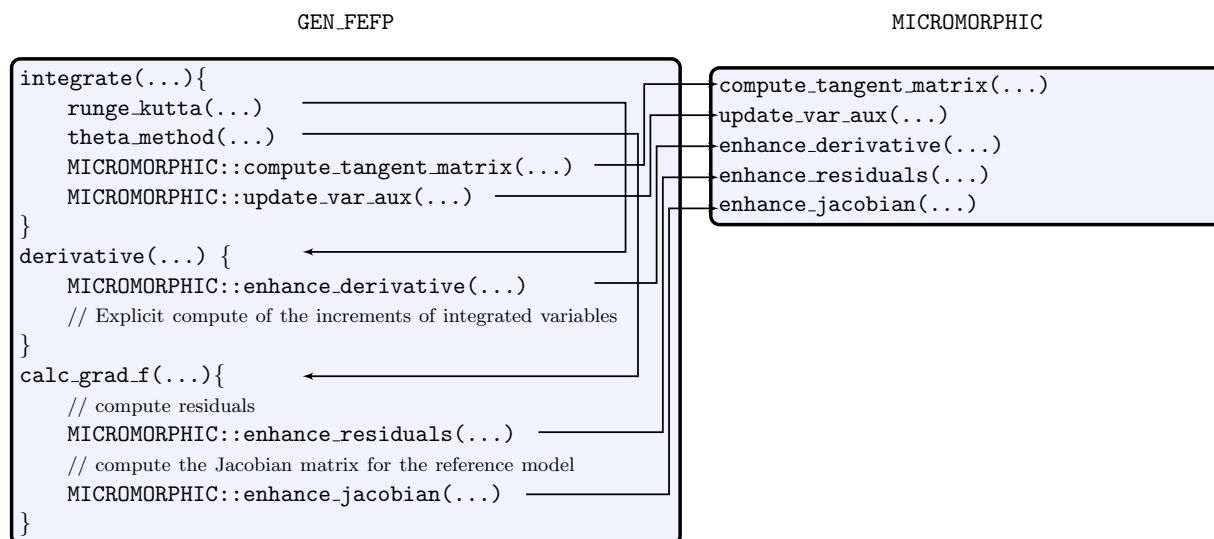 GEN_FEFP
integrate(...){
runge_kutta(...)
theta_method(...)
MICROMORPHIC::compute_tangent_matrix(...)
MICROMORPHIC::update_var_aux(...)
}
derivative(...) {
MICROMORPHIC::enhance_derivative(...)
// Explicit compute of the increments of integrated variables
}
calc_grad_f(...){
// compute residuals
MICROMORPHIC::enhance_residuals(...)
// compute the Jacobian matrix for the reference model
MICROMORPHIC::enhance_jacobian(...)
}
MICROMORPHIC
compute_tangent_matrix(...)
update_var_aux(...)
enhance_derivative(...)
enhance_residuals(...)
enhance_jacobian(...)